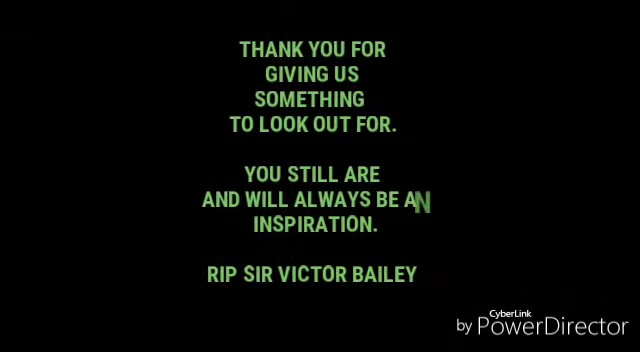 THANK YOU FOR
GIVING US
SOMETHING
TO LOOK OUT FOR.
YOU STILL ARE
AND WILL ALWAYS BE AN
INSPIRATION.
RIP SIR VICTOR BAILEY
CyberLink
by PowerDirector